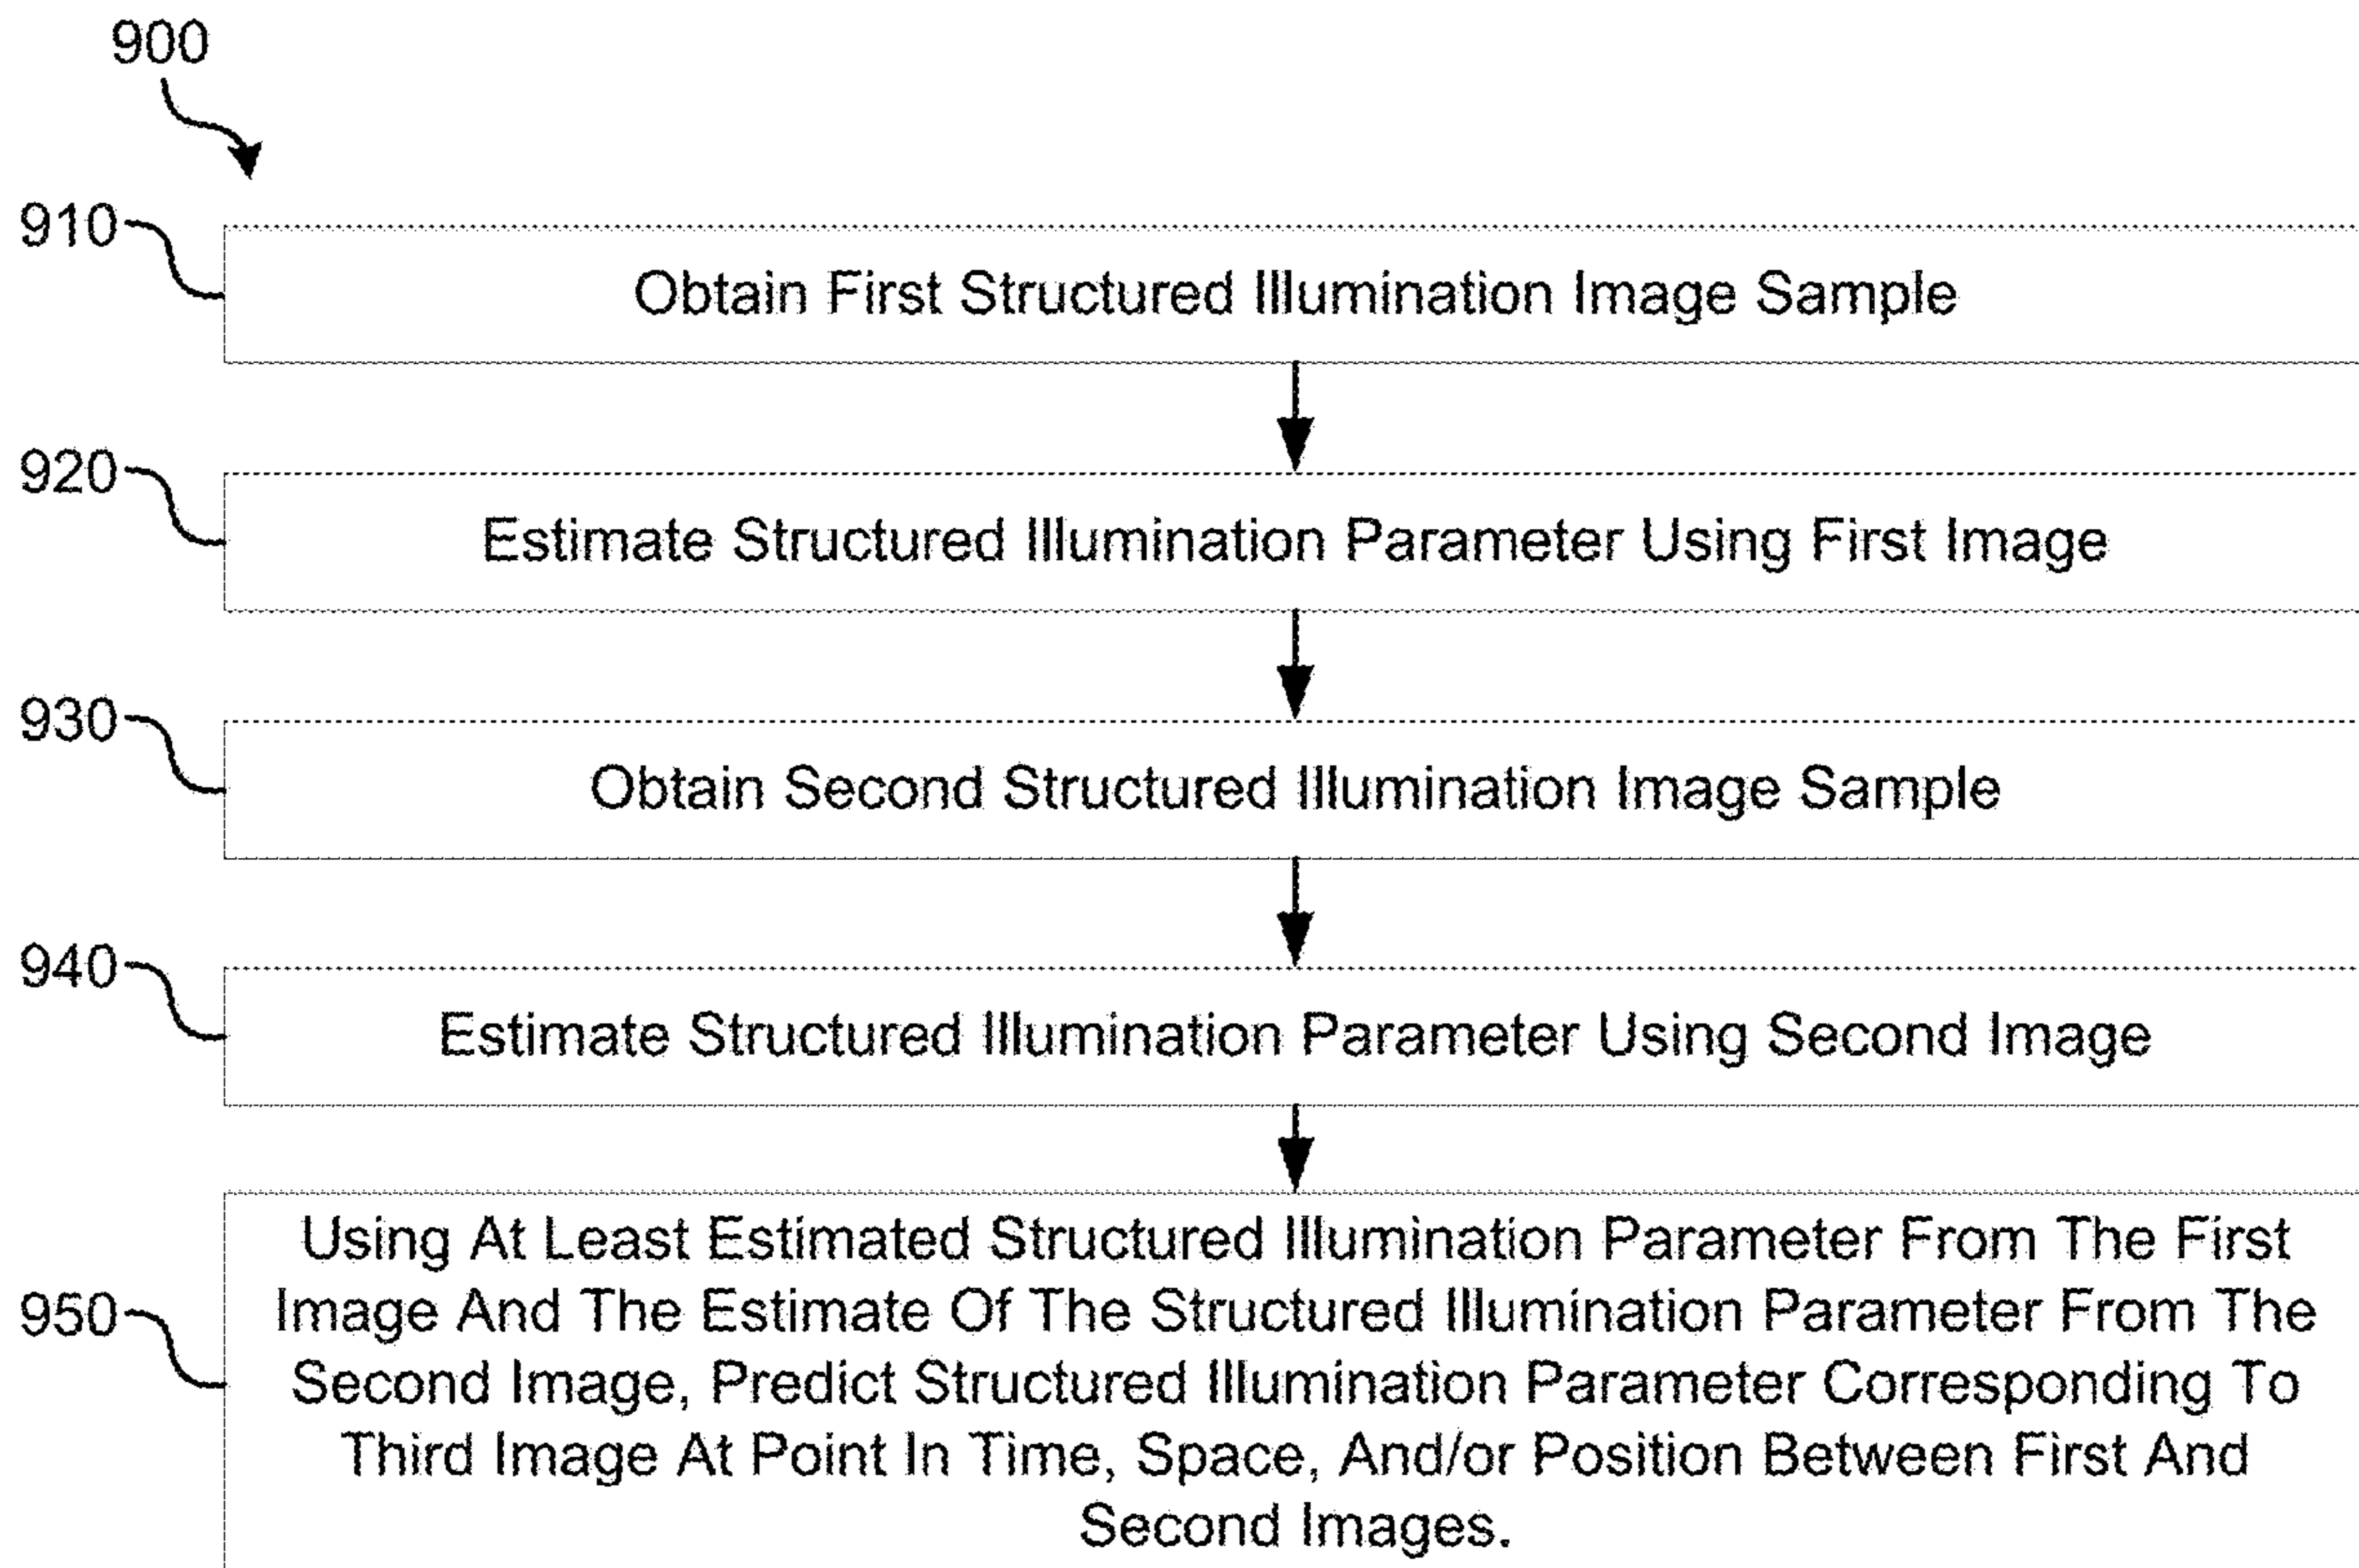 900
910
Obtain First Structured Illumination Image Sample
920
Estimate Structured Illumination Parameter Using First Image
930
Obtain Second Structured Illumination Image Sample
940
Estimate Structured Illumination Parameter Using Second Image
950
Using At Least Estimated Structured Illumination Parameter From The First
Image And The Estimate Of The Structured Illumination Parameter From The
Second Image, Predict Structured Illumination Parameter Corresponding To
Third Image At Point In Time, Space, And/or Position Between First And
Second Images.